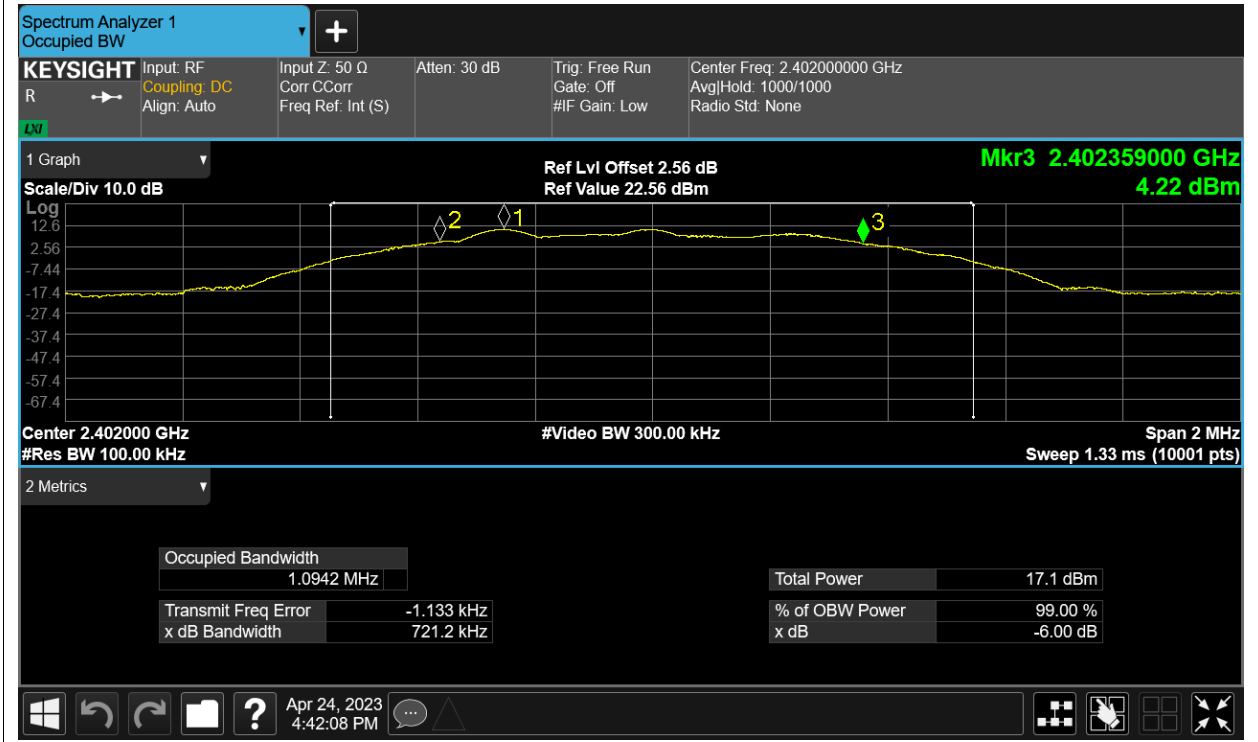 Spectrum Analyzer 1
Occupied BW
+
KEYSIGHT
R
LXI
Input: RF
Coupling: DC
Align: Auto
Input Z: 50 Ω
Corr CCorr
Freq Ref: Int (S)
Atten: 30 dB
Trig: Free Run
Gate: Off
#IF Gain: Low
Center Freq: 2.402000000 GHz
Avg|Hold: 1000/1000
Radio Std: None
1 Graph
Scale/Div 10.0 dB
Ref Lvl Offset 2.56 dB
Ref Value 22.56 dBm
Mkr3 2.402359000 GHz
4.22 dBm
Log
12.6
2.56
-7.44
-17.4
-27.4
-37.4
-47.4
-57.4
-67.4
2
1
3
Center 2.402000 GHz
#Res BW 100.00 kHz
#Video BW 300.00 kHz
Span 2 MHz
Sweep 1.33 ms (10001 pts)
2 Metrics
Occupied Bandwidth
1.0942 MHz
Transmit Freq Error -1.133 kHz
x dB Bandwidth 721.2 kHz
Total Power 17.1 dBm
% of OBW Power 99.00 %
x dB -6.00 dB
?
Apr 24, 2023
4:42:08 PM